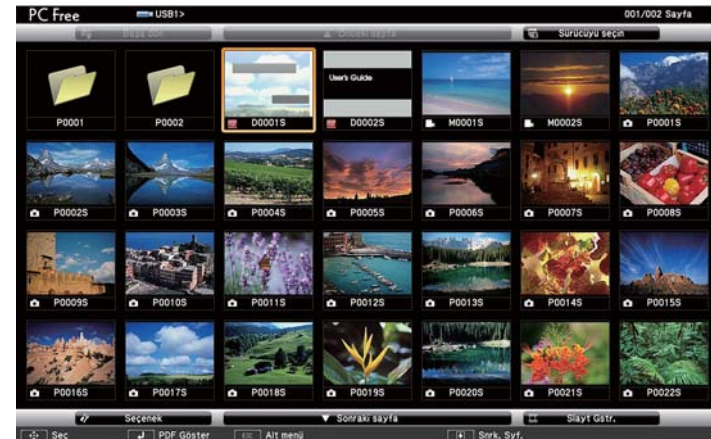 PC Free USB1> 001/002 Sayfa
Başa dön ▲ Önceki sayfa Sürücüyü seçin
User's Guide
P0001 P0002 D0001S D0002S M0001S M0002S P0001S
P0002S P0003S P0004S P0005S P0006S P0007S P0008S
P0009S P0010S P0011S P0012S P0013S P0014S P0015S
P0016S P0017S P0018S P0019S P0020S P0021S P0022S
Seçenek ▼ Sonraki sayfa Slayt Gstr.
Seç PDF Göster Esc Alt menü Snrk. Syf.